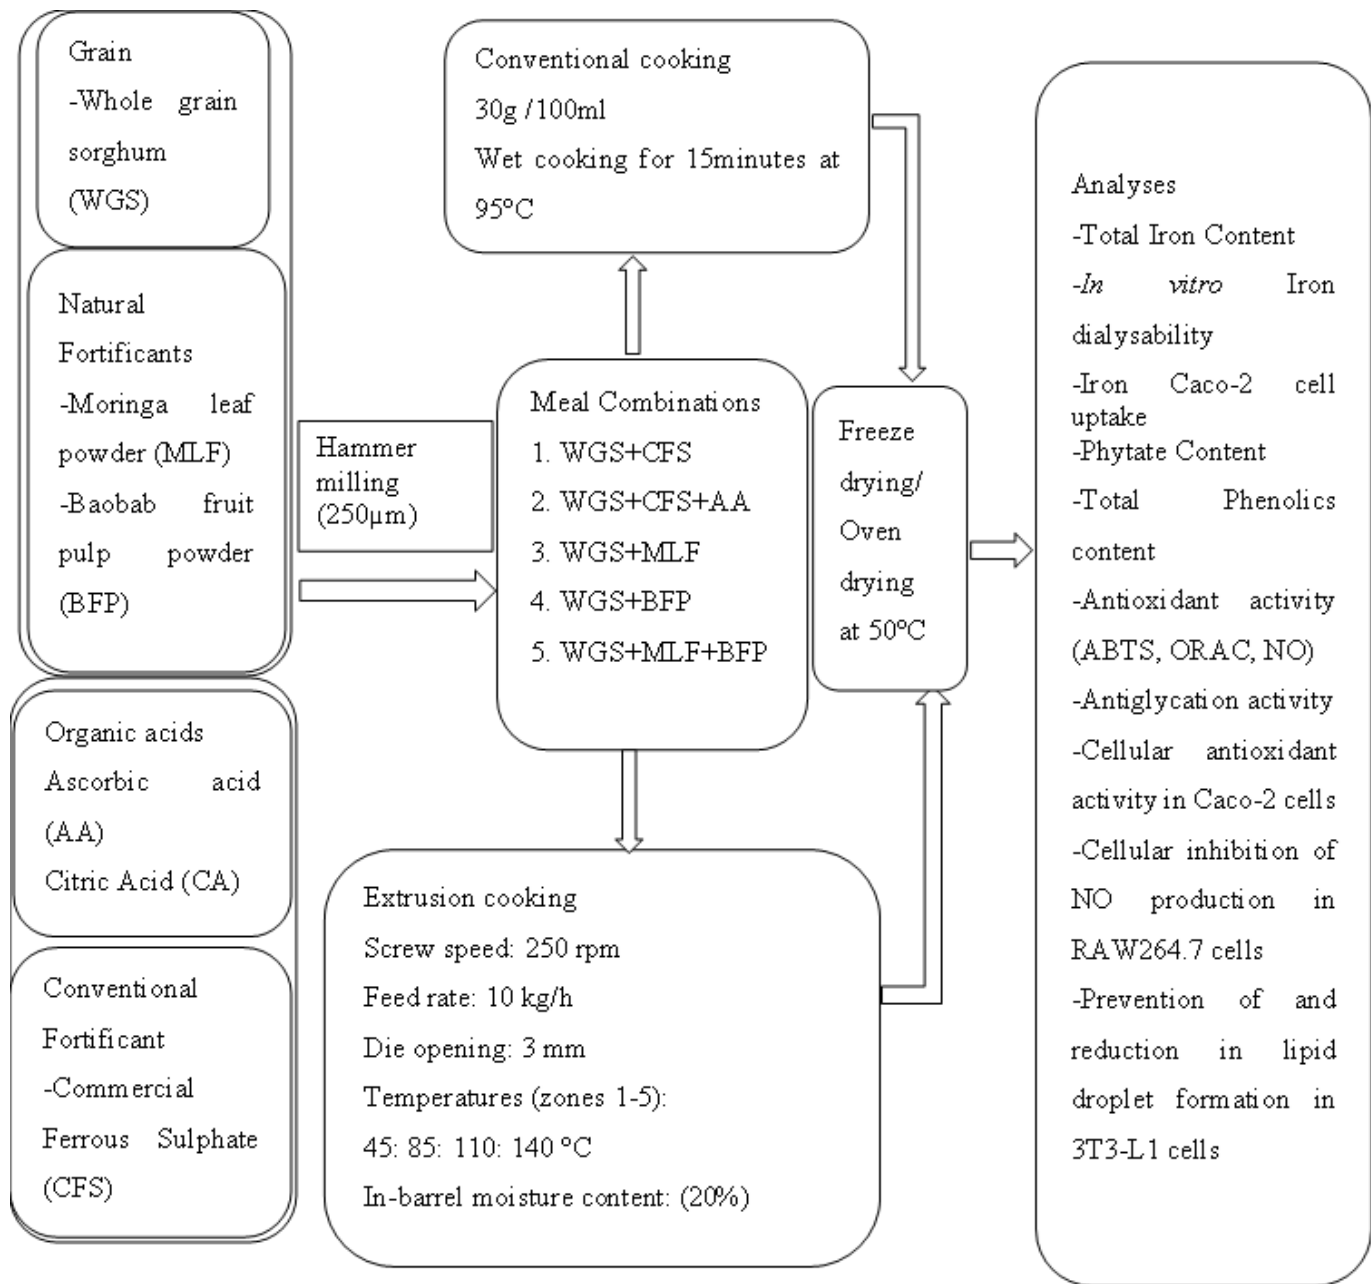 Grain
-Whole grain
sorghum
(WGS)
Natural
Fortificants
-Moringa leaf
powder (MLF)
-Baobab fruit
pulp powder
(BFP)
Organic acids
Ascorbic acid
(AA)
Citric Acid (CA)
Conventional
Fortificant
-Commercial
Ferrous Sulphate
(CFS)
Hammer
milling
(250µm)
Conventional cooking
30g /100ml
Wet cooking for 15minutes at
95°C
Meal Combinations
1. WGS+CFS
2. WGS+CFS+AA
3. WGS+MLF
4. WGS+BFP
5. WGS+MLF+BFP
Extrusion cooking
Screw speed: 250 rpm
Feed rate: 10 kg/h
Die opening: 3 mm
Temperatures (zones 1-5):
45: 85: 110: 140 °C
In-barrel moisture content: (20%)
Freeze
drying/
Oven
drying
at 50°C
Analyses
-Total Iron Content
-In vitro Iron
dialysability
-Iron Caco-2 cell
uptake
-Phytate Content
-Total Phenolics
content
-Antioxidant activity
(ABTS, ORAC, NO)
-Antiglycation activity
-Cellular antioxidant
activity in Caco-2 cells
-Cellular inhibition of
NO production in
RAW264.7 cells
-Prevention of and
reduction in lipid
droplet formation in
3T3-L1 cells